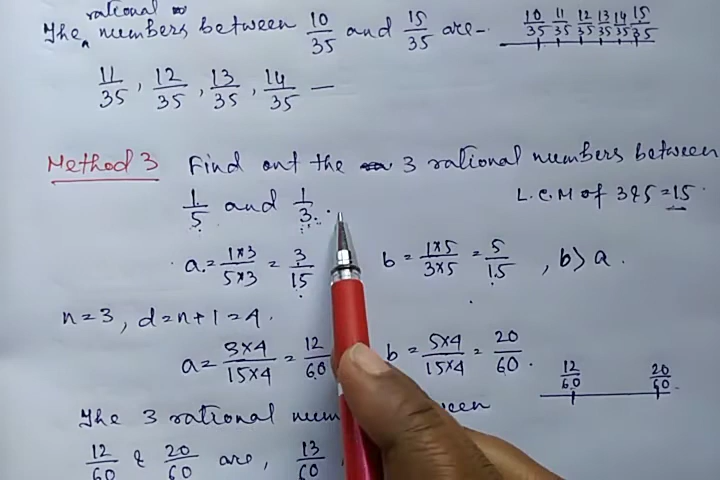 rational
The numbers between 10/35 and 15/35 are-
10/35 11/35 12/35 13/35 14/35 15/35
11/35, 12/35, 13/35, 14/35 —
Method 3 Find out the 3 rational numbers between
1/5 and 1/3.
L.C.M of 3&5=15
a=1×3/5×3=3/15 b=1×5/3×5=5/15, b>a.
n=3, d=n+1=4.
a=3×4/15×4=12/60 b=5×4/15×4=20/60.
12/60 20/60
The 3 rational
12/60 & 20/60 are, 13/60